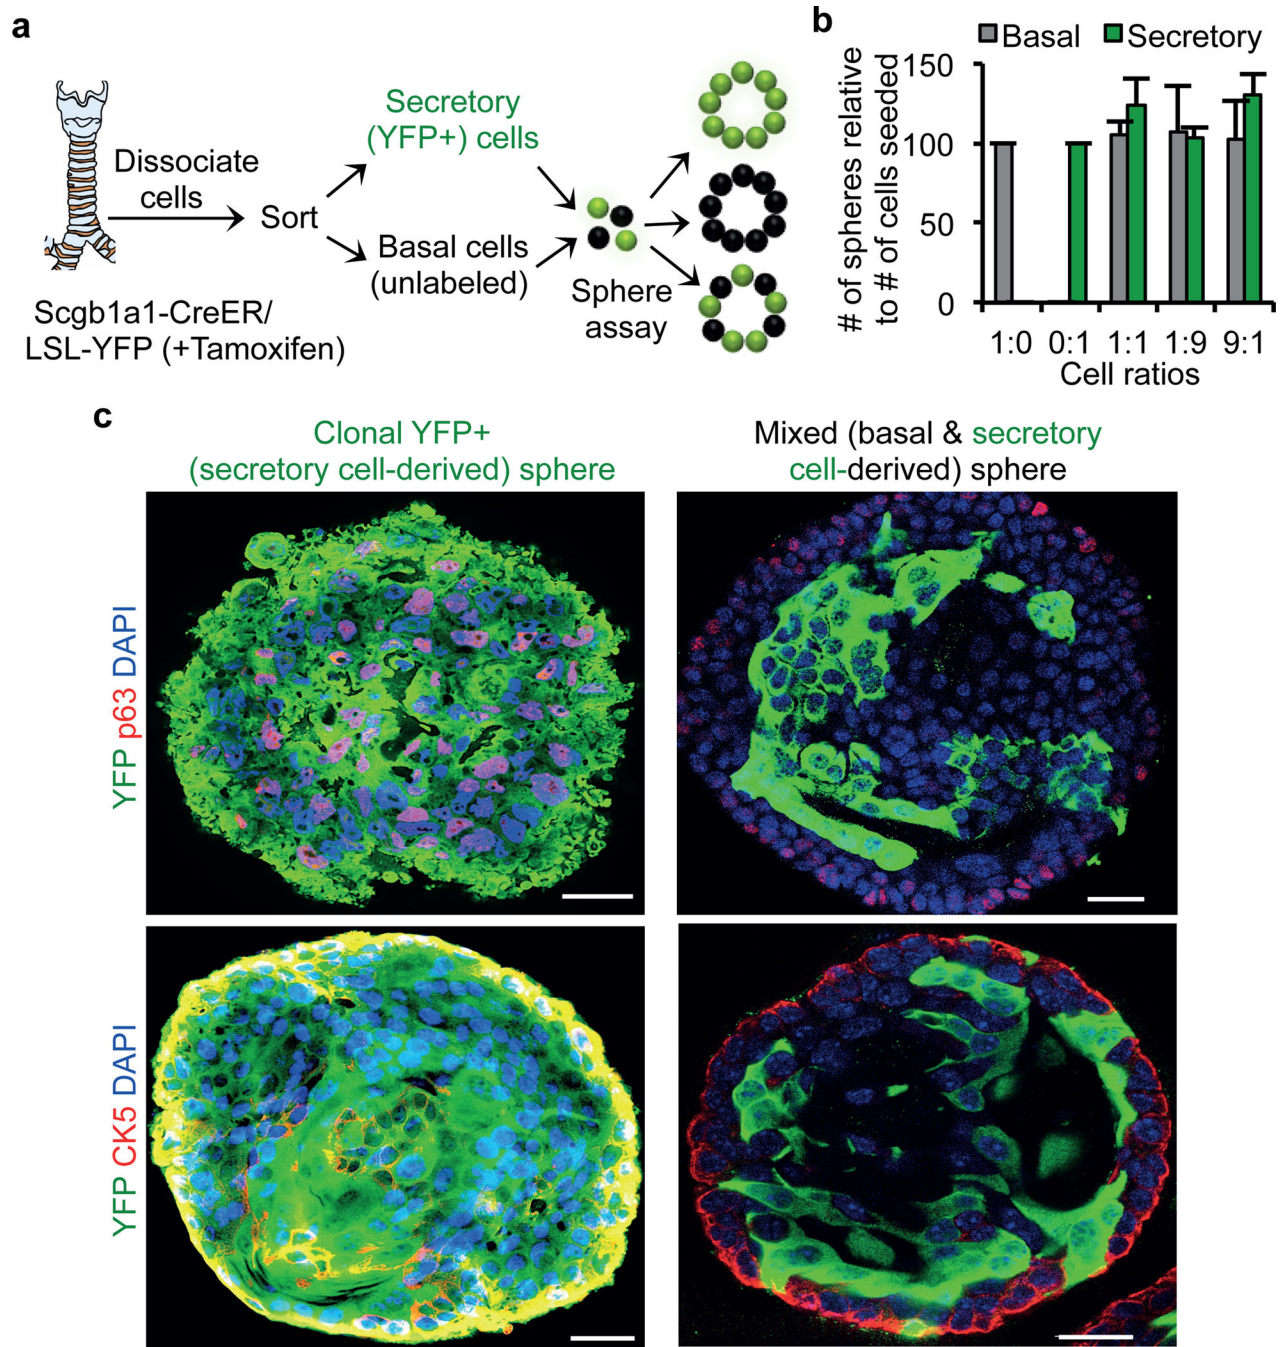 a
Dissociate
cells
Sort
Secretory
(YFP+) cells
Basal cells
(unlabeled)
Sphere
assay
Scgb1a1-CreER/
LSL-YFP (+Tamoxifen)
b
Basal Secretory
# of spheres relative
to # of cells seeded
150
100
50
0
1:0 0:1 1:1 1:9 9:1
Cell ratios
c
Clonal YFP+
(secretory cell-derived) sphere
Mixed (basal & secretory
cell-derived) sphere
YFP p63 DAPI
YFP CK5 DAPI